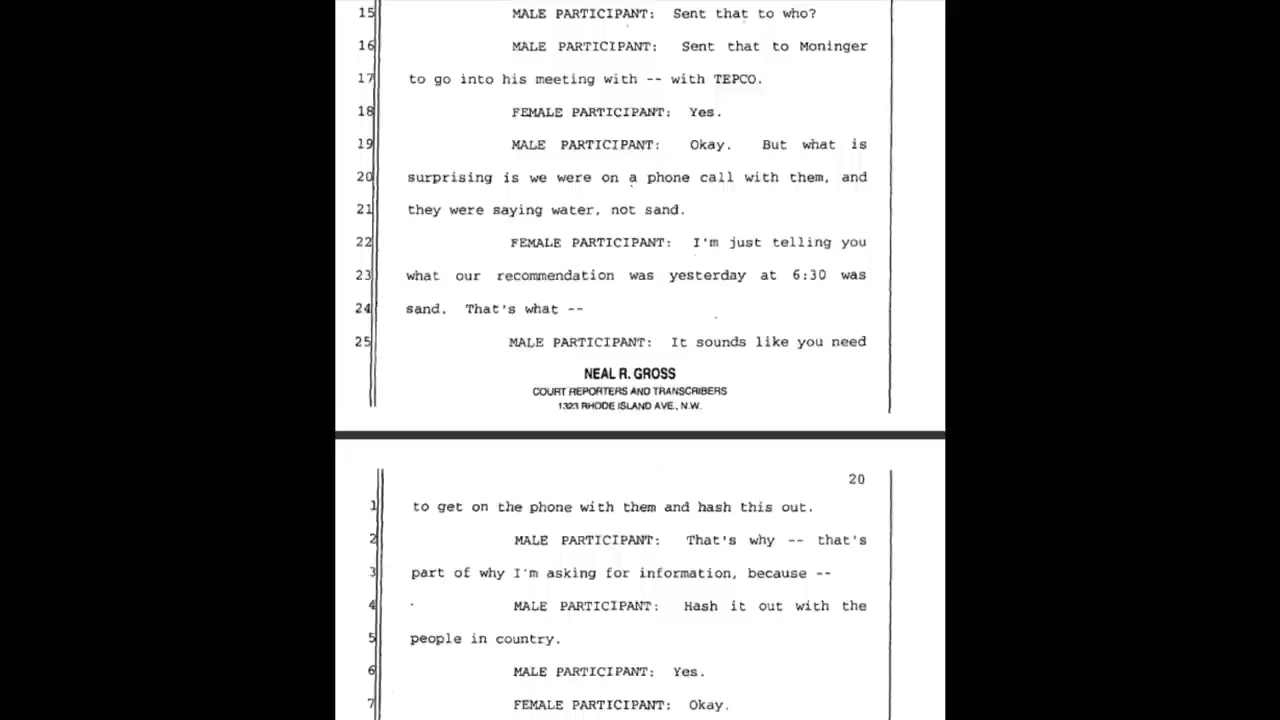 15 MALE PARTICIPANT: Sent that to who?
16 MALE PARTICIPANT: Sent that to Moninger
17 to go into his meeting with -- with TEPCO.
18 FEMALE PARTICIPANT: Yes.
19 MALE PARTICIPANT: Okay. But what is
20 surprising is we were on a phone call with them, and
21 they were saying water, not sand.
22 FEMALE PARTICIPANT: I'm just telling you
23 what our recommendation was yesterday at 6:30 was
24 sand. That's what --
25 MALE PARTICIPANT: It sounds like you need
NEAL R. GROSS
COURT REPORTERS AND TRANSCRIBERS
1323 RHODE ISLAND AVE., N.W.
20
1 to get on the phone with them and hash this out.
2 MALE PARTICIPANT: That's why -- that's
3 part of why I'm asking for information, because --
4 MALE PARTICIPANT: Hash it out with the
5 people in country.
6 MALE PARTICIPANT: Yes.
7 FEMALE PARTICIPANT: Okay.